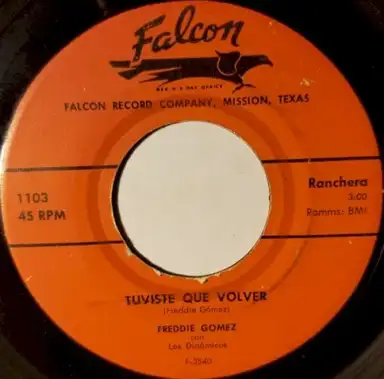 Falcon
FALCON RECORD COMPANY, MISSION, TEXAS
1103
45 RPM
Ranchera
3:00
Ramms: BMI
TUVISTE QUE VOLVER
(Freddie Gómez)
FREDDIE GOMEZ
con
Los Dinámicos